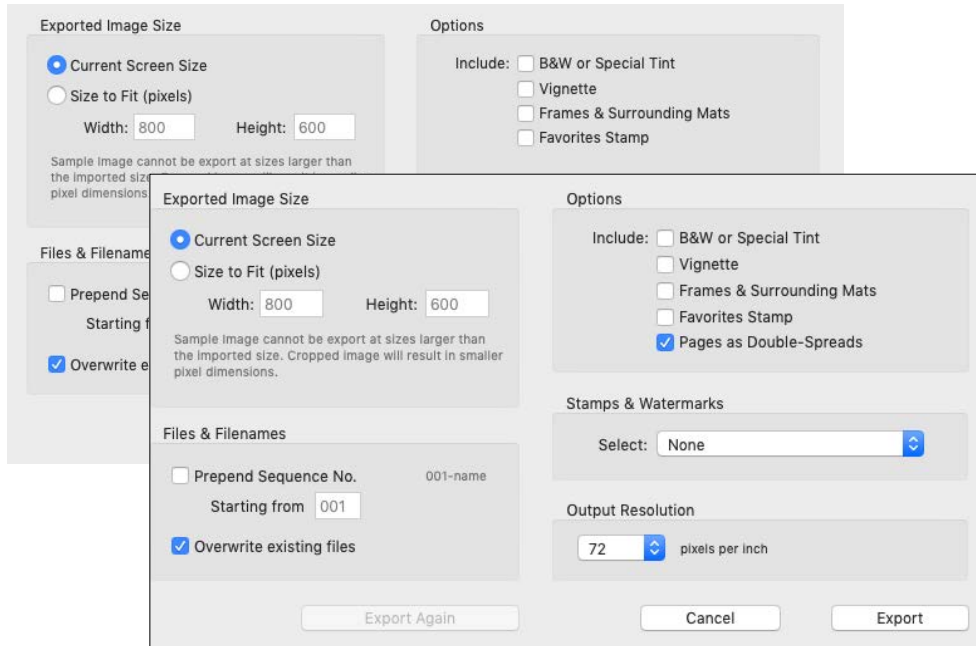 Exported Image Size
Current Screen Size
Size to Fit (pixels)
Width: 800 Height: 600
Sample Image cannot be export at sizes larger than
the imported size
pixel dimensions
Files & Filename
Prepend Se
Starting f
Overwrite e
Options
Include: B&W or Special Tint
Vignette
Frames & Surrounding Mats
Favorites Stamp
Exported Image Size
Current Screen Size
Size to Fit (pixels)
Width: 800 Height: 600
Sample Image cannot be export at sizes larger than
the imported size. Cropped image will result in smaller
pixel dimensions.
Files & Filenames
Prepend Sequence No. 001-name
Starting from 001
Overwrite existing files
Export Again
Options
Include: B&W or Special Tint
Vignette
Frames & Surrounding Mats
Favorites Stamp
Pages as Double-Spreads
Stamps & Watermarks
Select: None
Output Resolution
72 pixels per inch
Cancel Export